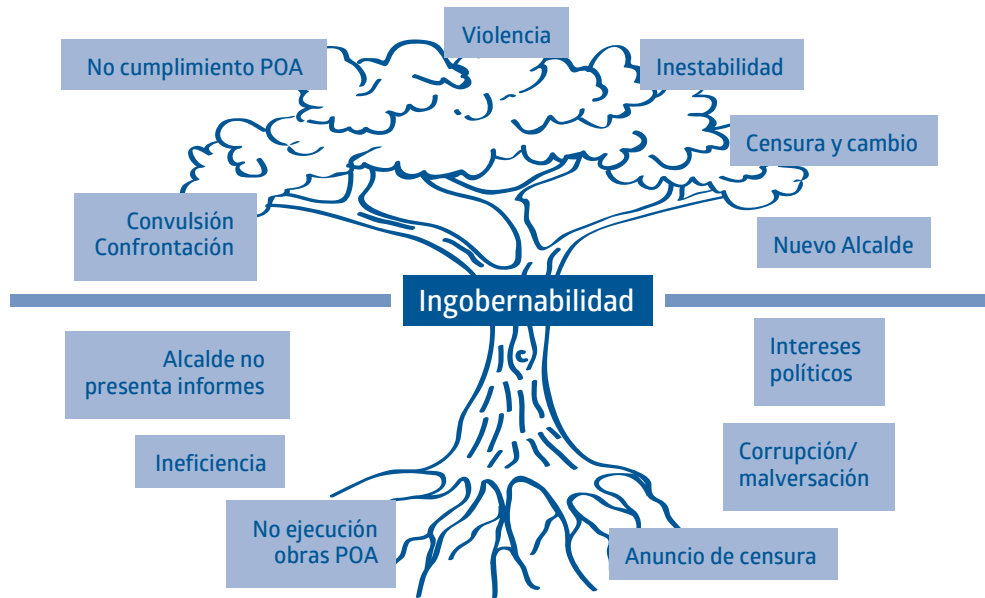 Violencia
No cumplimiento POA
Inestabilidad
Censura y cambio
Convulsión
Confrontación
Nuevo Alcalde
Ingobernabilidad
Alcalde no
presenta informes
Intereses
políticos
Ineficiencia
Corrupción/
malversación
No ejecución
obras POA
Anuncio de censura